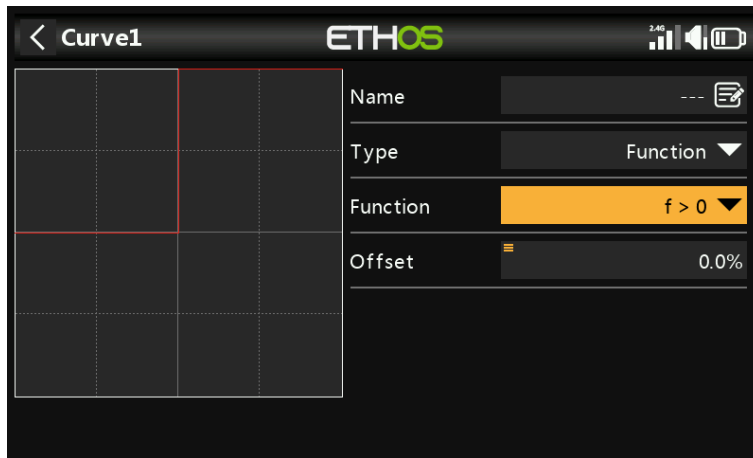 Curve1
ETHOS
2.4G
Name
---
Type
Function
Function
f > 0
Offset
0.0%